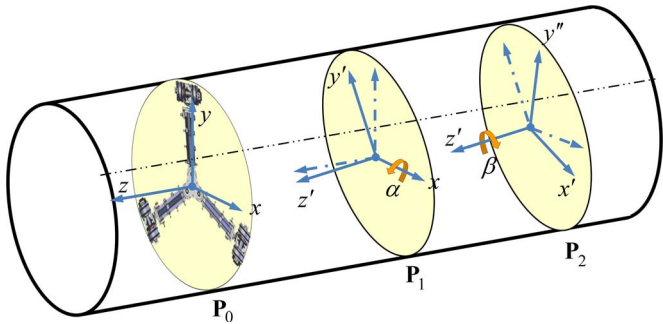 y
z
x
P₀
y′
z′
α
x
P₁
y″
z′
β
x′
P₂